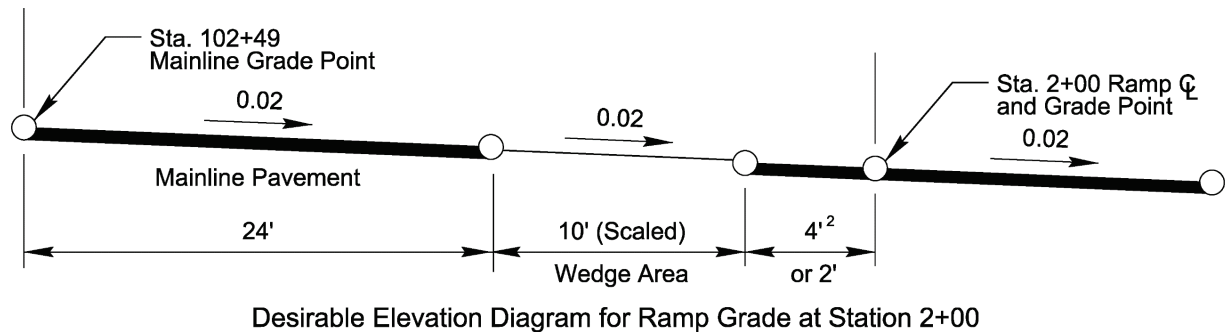 Sta. 102+49
Mainline Grade Point
0.02
0.02
Sta. 2+00 Ramp ℄
and Grade Point
0.02
Mainline Pavement
24'
10' (Scaled)
4'²
Wedge Area
or 2'
Desirable Elevation Diagram for Ramp Grade at Station 2+00